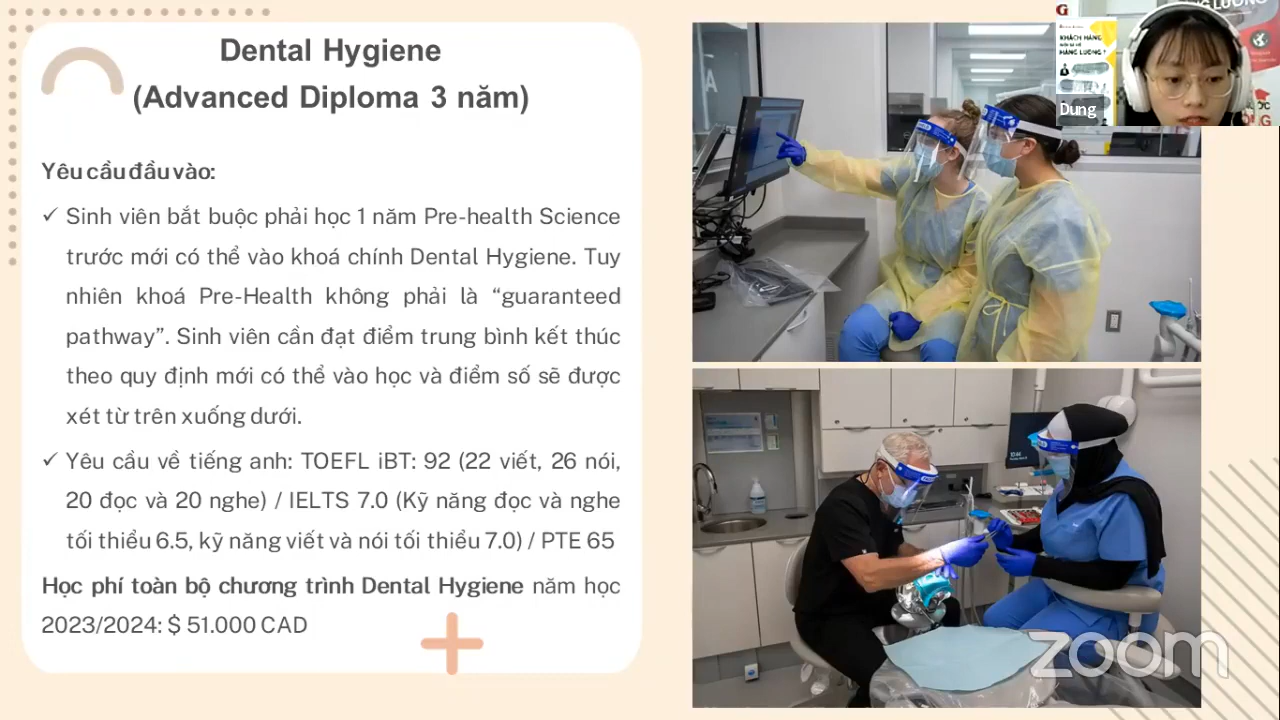 Dental Hygiene
(Advanced Diploma 3 năm)
Yêu cầu đầu vào:
✓ Sinh viên bắt buộc phải học 1 năm Pre-health Science
trước mới có thể vào khoá chính Dental Hygiene. Tuy
nhiên khoá Pre-Health không phải là “guaranteed
pathway”. Sinh viên cần đạt điểm trung bình kết thúc
theo quy định mới có thể vào học và điểm số sẽ được
xét từ trên xuống dưới.
✓ Yêu cầu về tiếng anh: TOEFL iBT: 92 (22 viết, 26 nói,
20 đọc và 20 nghe) / IELTS 7.0 (Kỹ năng đọc và nghe
tối thiểu 6.5, kỹ năng viết và nói tối thiểu 7.0) / PTE 65
Học phí toàn bộ chương trình Dental Hygiene năm học
2023/2024: $ 51.000 CAD
KHÁCH HÀNG
HÀNG LƯƠNG
Dung
zoom